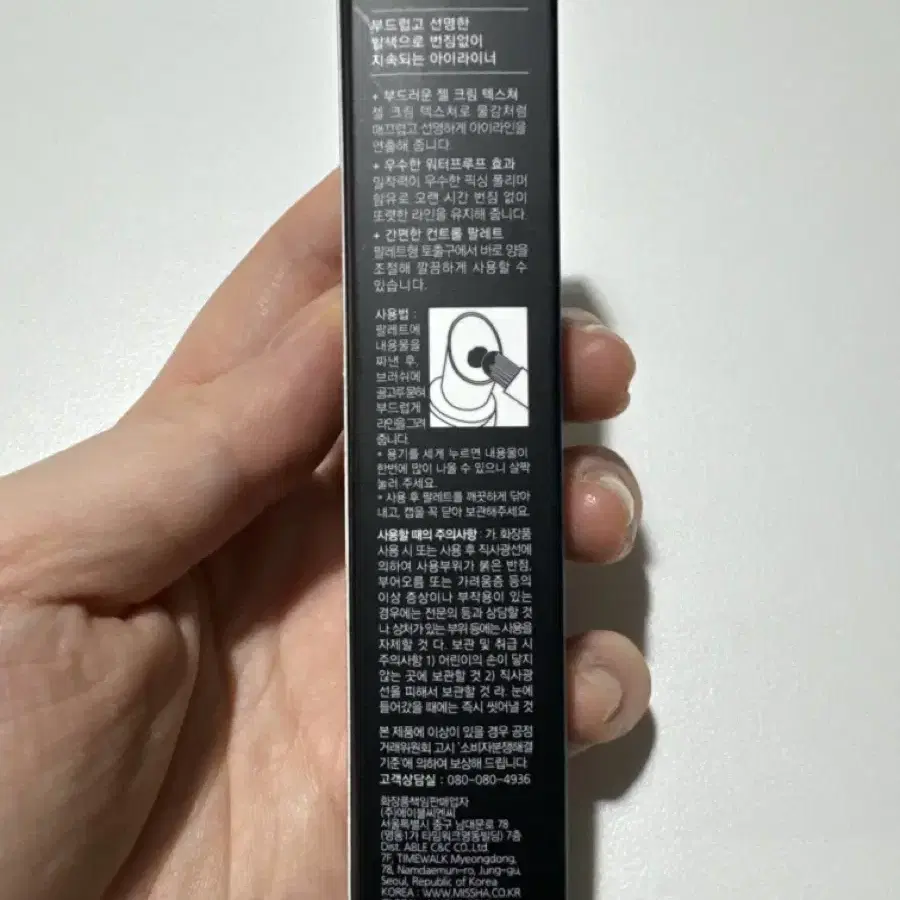 부드럽고 선명한
발색으로 번짐없이
지속되는 아이라이너
+ 부드러운 젤 크림 텍스쳐
젤 크림 텍스쳐로 물감처럼
매끄럽고 선명하게 아이라인을
연출해 줍니다.
+ 우수한 워터프루프 효과
밀착력이 우수한 픽싱 폴리머
함유로 오랜 시간 번짐 없이
또렷한 라인을 유지해 줍니다.
+ 간편한 컨트롤 팔레트
팔레트형 토출구에서 바로 양을
조절해 깔끔하게 사용할 수
있습니다.
사용법 :
팔레트에
내용물을
짜낸 후,
브러쉬에
골고루 묻혀
부드럽게
라인을 그려
줍니다.
* 용기를 세게 누르면 내용물이
한번에 많이 나올 수 있으니 살짝
눌러 주세요.
* 사용 후 팔레트를 깨끗하게 닦아
내고, 캡을 꼭 닫아 보관해주세요.
사용할 때의 주의사항 : 가. 화장품
사용 시 또는 사용 후 직사광선에
의하여 사용부위가 붉은 반점,
부어오름 또는 가려움증 등의
이상 증상이나 부작용이 있는
경우에는 전문의 등과 상담할 것
나. 상처가 있는 부위 등에는 사용을
자제할 것 다. 보관 및 취급 시
주의사항 1) 어린이의 손이 닿지
않는 곳에 보관할 것 2) 직사광
선을 피해서 보관할 것 라. 눈에
들어갔을 때에는 즉시 씻어낼 것
본 제품에 이상이 있을 경우 공정
거래위원회 고시 '소비자분쟁해결
기준'에 의하여 보상해 드립니다.
고객상담실 : 080-080-4936
화장품책임판매업자
(주)에이블씨엔씨
서울특별시 중구 남대문로 78
(명동1가 타임워크명동빌딩) 7층
Dist. ABLE C&C CO.,Ltd.
7F, TIMEWALK Myeongdong,
78, Namdaemun-ro, Jung-gu,
Seoul, Republic of Korea
KOREA : WWW.MISSHA.CO.KR